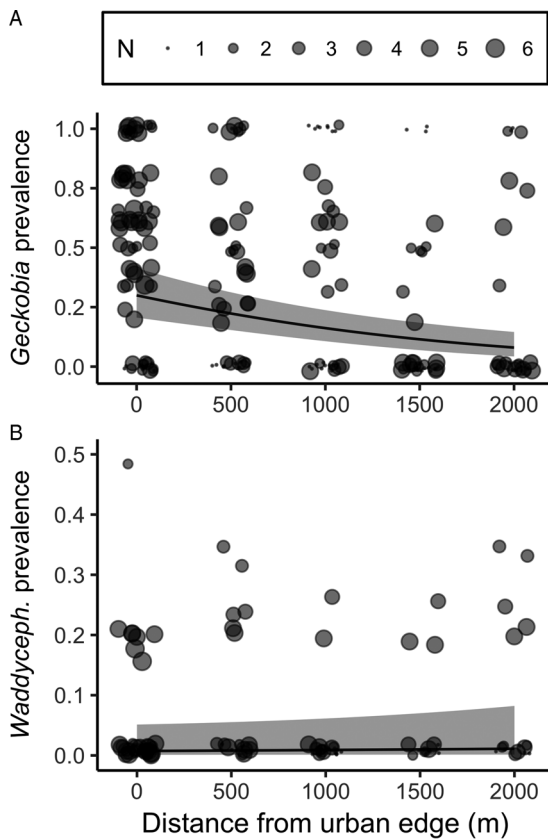 A
N 1 2 3 4 5 6
Geckobia prevalence
1.0
0.8
0.5
0.2
0.0
0 500 1000 1500 2000
B
Waddyceph. prevalence
0.5
0.4
0.3
0.2
0.1
0.0
0 500 1000 1500 2000
Distance from urban edge (m)